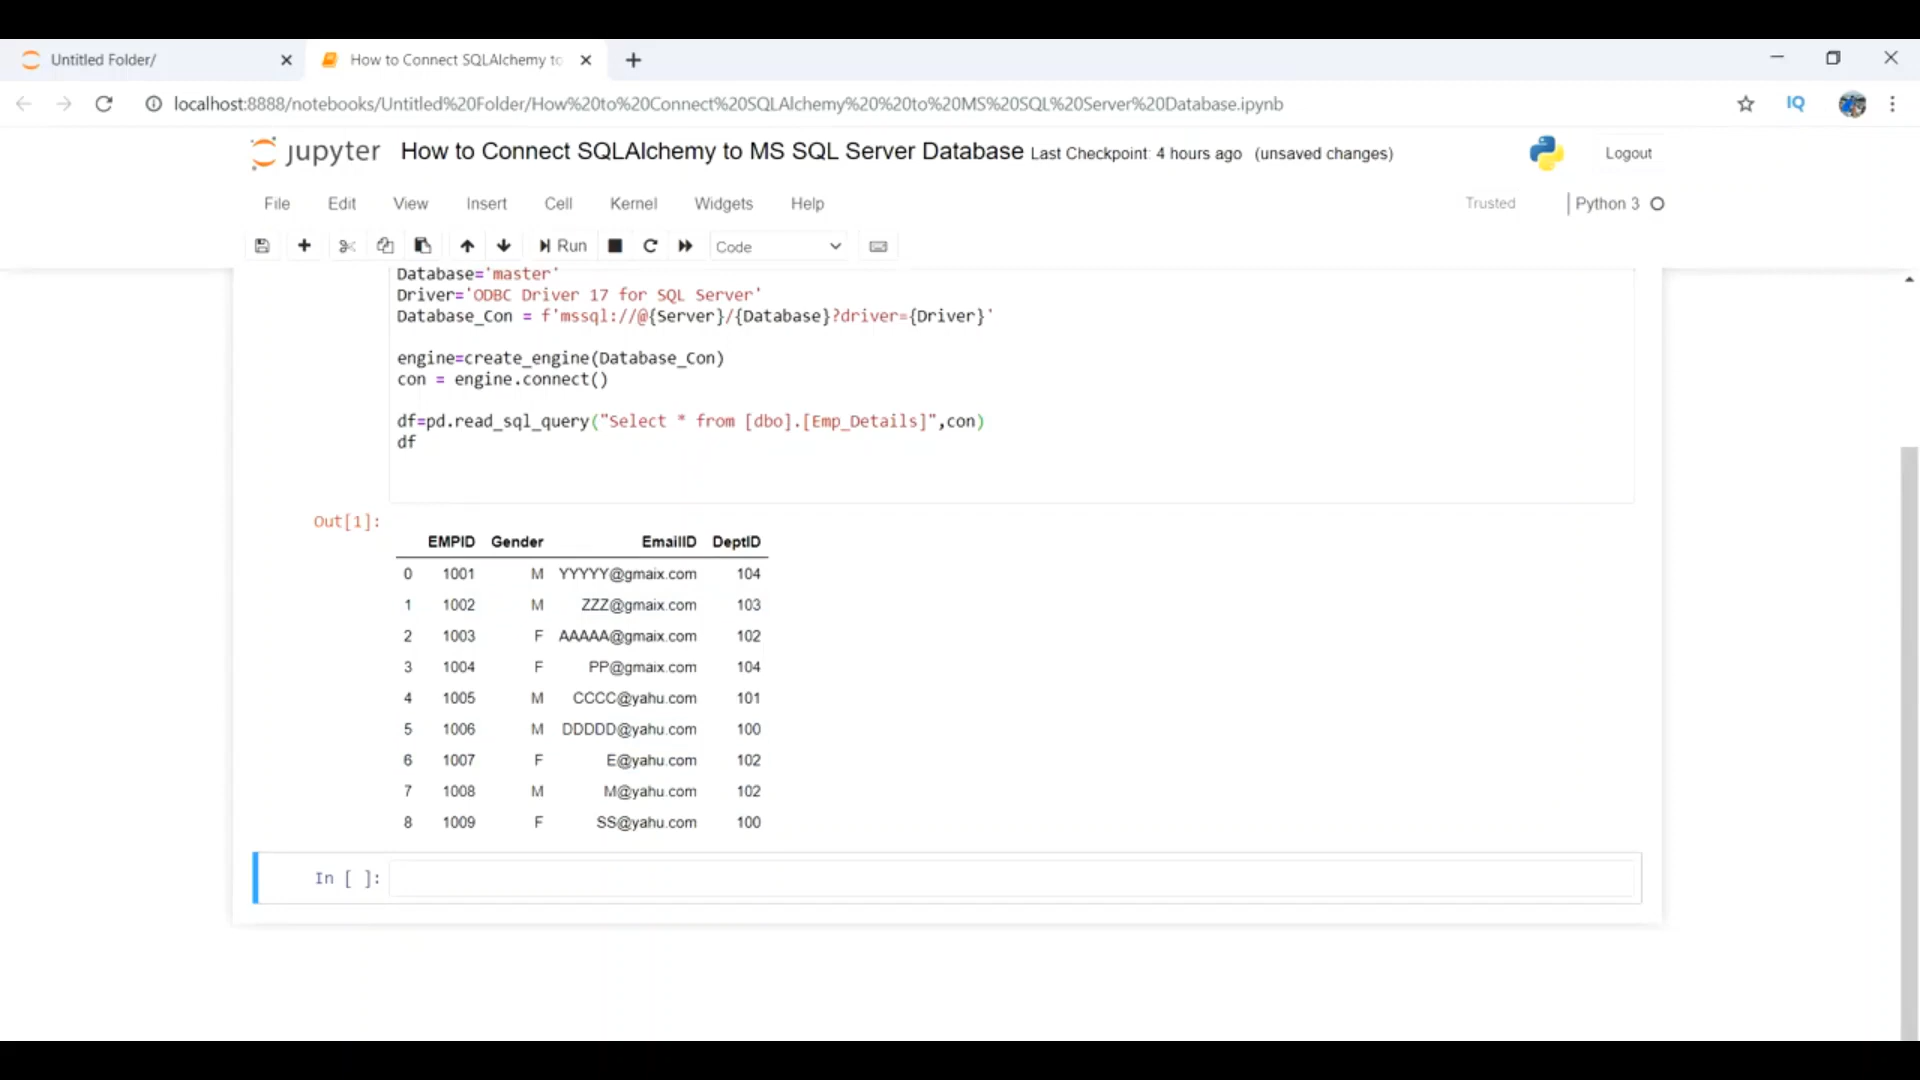 Untitled Folder/
How to Connect SQLAlchemy to
localhost:8888/notebooks/Untitled%20Folder/How%20to%20Connect%20SQLAlchemy%20%20to%20MS%20SQL%20Server%20Database.ipynb
IQ
jupyter How to Connect SQLAlchemy to MS SQL Server Database Last Checkpoint: 4 hours ago (unsaved changes)
Logout
File Edit View Insert Cell Kernel Widgets Help
Trusted
Python 3
Run
Code
Database='master'
Driver='ODBC Driver 17 for SQL Server'
Database_Con = f'mssql://@{Server}/{Database}?driver={Driver}'
engine=create_engine(Database_Con)
con = engine.connect()
df=pd.read_sql_query("Select * from [dbo].[Emp_Details]",con)
df
Out[1]:
EMPID Gender EmailID DeptID
0 1001 M YYYYY@gmaix.com 104
1 1002 M ZZZ@gmaix.com 103
2 1003 F AAAAA@gmaix.com 102
3 1004 F PP@gmaix.com 104
4 1005 M CCCC@yahu.com 101
5 1006 M DDDDD@yahu.com 100
6 1007 F E@yahu.com 102
7 1008 M M@yahu.com 102
8 1009 F SS@yahu.com 100
In [ ]: